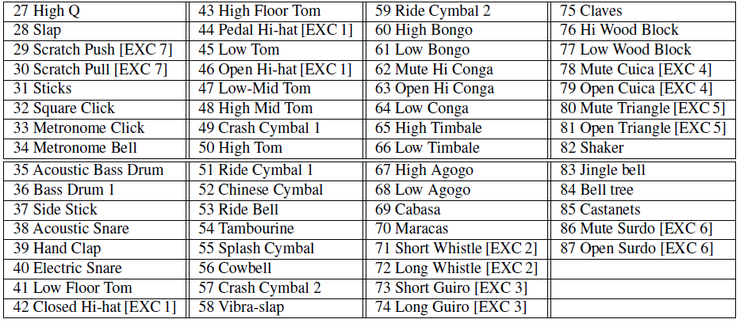 27 High Q 43 High Floor Tom 59 Ride Cymbal 2 75 Claves
28 Slap 44 Pedal Hi-hat [EXC 1] 60 High Bongo 76 Hi Wood Block
29 Scratch Push [EXC 7] 45 Low Tom 61 Low Bongo 77 Low Wood Block
30 Scratch Pull [EXC 7] 46 Open Hi-hat [EXC 1] 62 Mute Hi Conga 78 Mute Cuica [EXC 4]
31 Sticks 47 Low-Mid Tom 63 Open Hi Conga 79 Open Cuica [EXC 4]
32 Square Click 48 High Mid Tom 64 Low Conga 80 Mute Triangle [EXC 5]
33 Metronome Click 49 Crash Cymbal 1 65 High Timbale 81 Open Triangle [EXC 5]
34 Metronome Bell 50 High Tom 66 Low Timbale 82 Shaker
35 Acoustic Bass Drum 51 Ride Cymbal 1 67 High Agogo 83 Jingle bell
36 Bass Drum 1 52 Chinese Cymbal 68 Low Agogo 84 Bell tree
37 Side Stick 53 Ride Bell 69 Cabasa 85 Castanets
38 Acoustic Snare 54 Tambourine 70 Maracas 86 Mute Surdo [EXC 6]
39 Hand Clap 55 Splash Cymbal 71 Short Whistle [EXC 2] 87 Open Surdo [EXC 6]
40 Electric Snare 56 Cowbell 72 Long Whistle [EXC 2]
41 Low Floor Tom 57 Crash Cymbal 2 73 Short Guiro [EXC 3]
42 Closed Hi-hat [EXC 1] 58 Vibra-slap 74 Long Guiro [EXC 3]